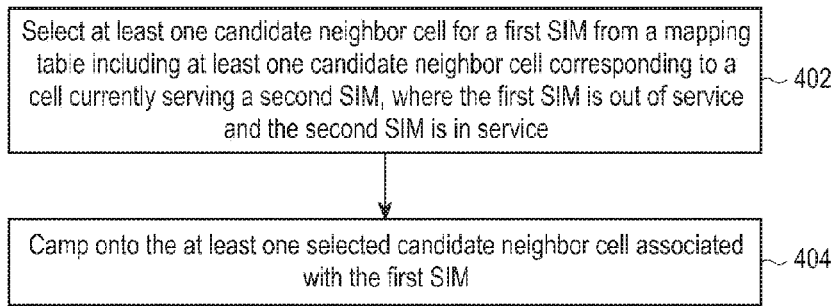 Select at least one candidate neighbor cell for a first SIM from a mapping
table including at least one candidate neighbor cell corresponding to a
cell currently serving a second SIM, where the first SIM is out of service
and the second SIM is in service
402
Camp onto the at least one selected candidate neighbor cell associated
with the first SIM
404